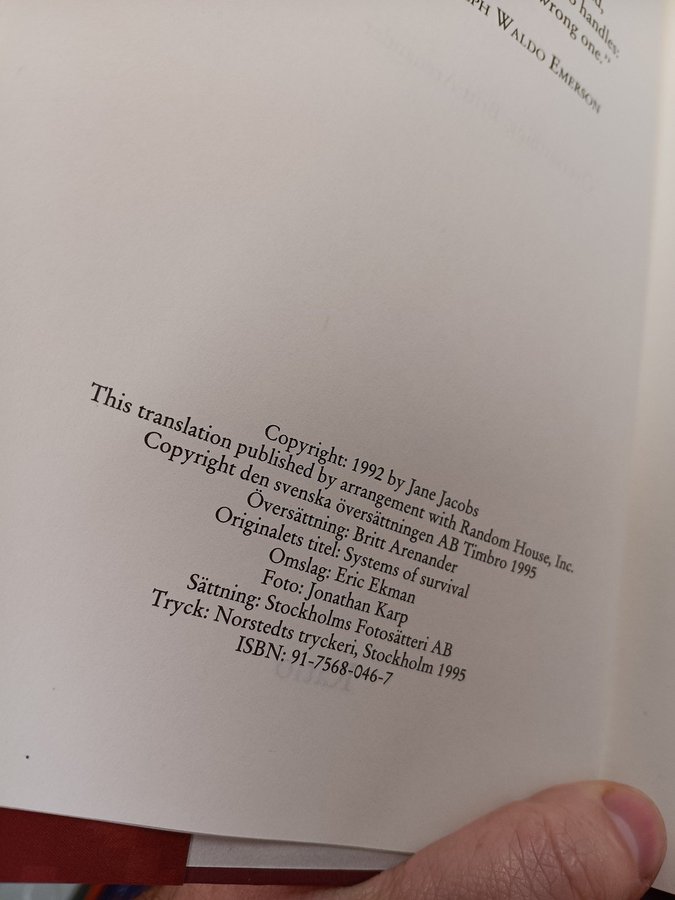 handles:
wrong one.”
WALDO EMERSON
Copyright: 1992 by Jane Jacobs
This translation published by arrangement with Random House, Inc.
Copyright den svenska översättningen AB Timbro 1995
Översättning: Britt Arenander
Originalets titel: Systems of survival
Omslag: Eric Ekman
Foto: Jonathan Karp
Sättning: Stockholms Fotosätteri AB
Tryck: Norstedts tryckeri, Stockholm 1995
ISBN: 91-7568-046-7